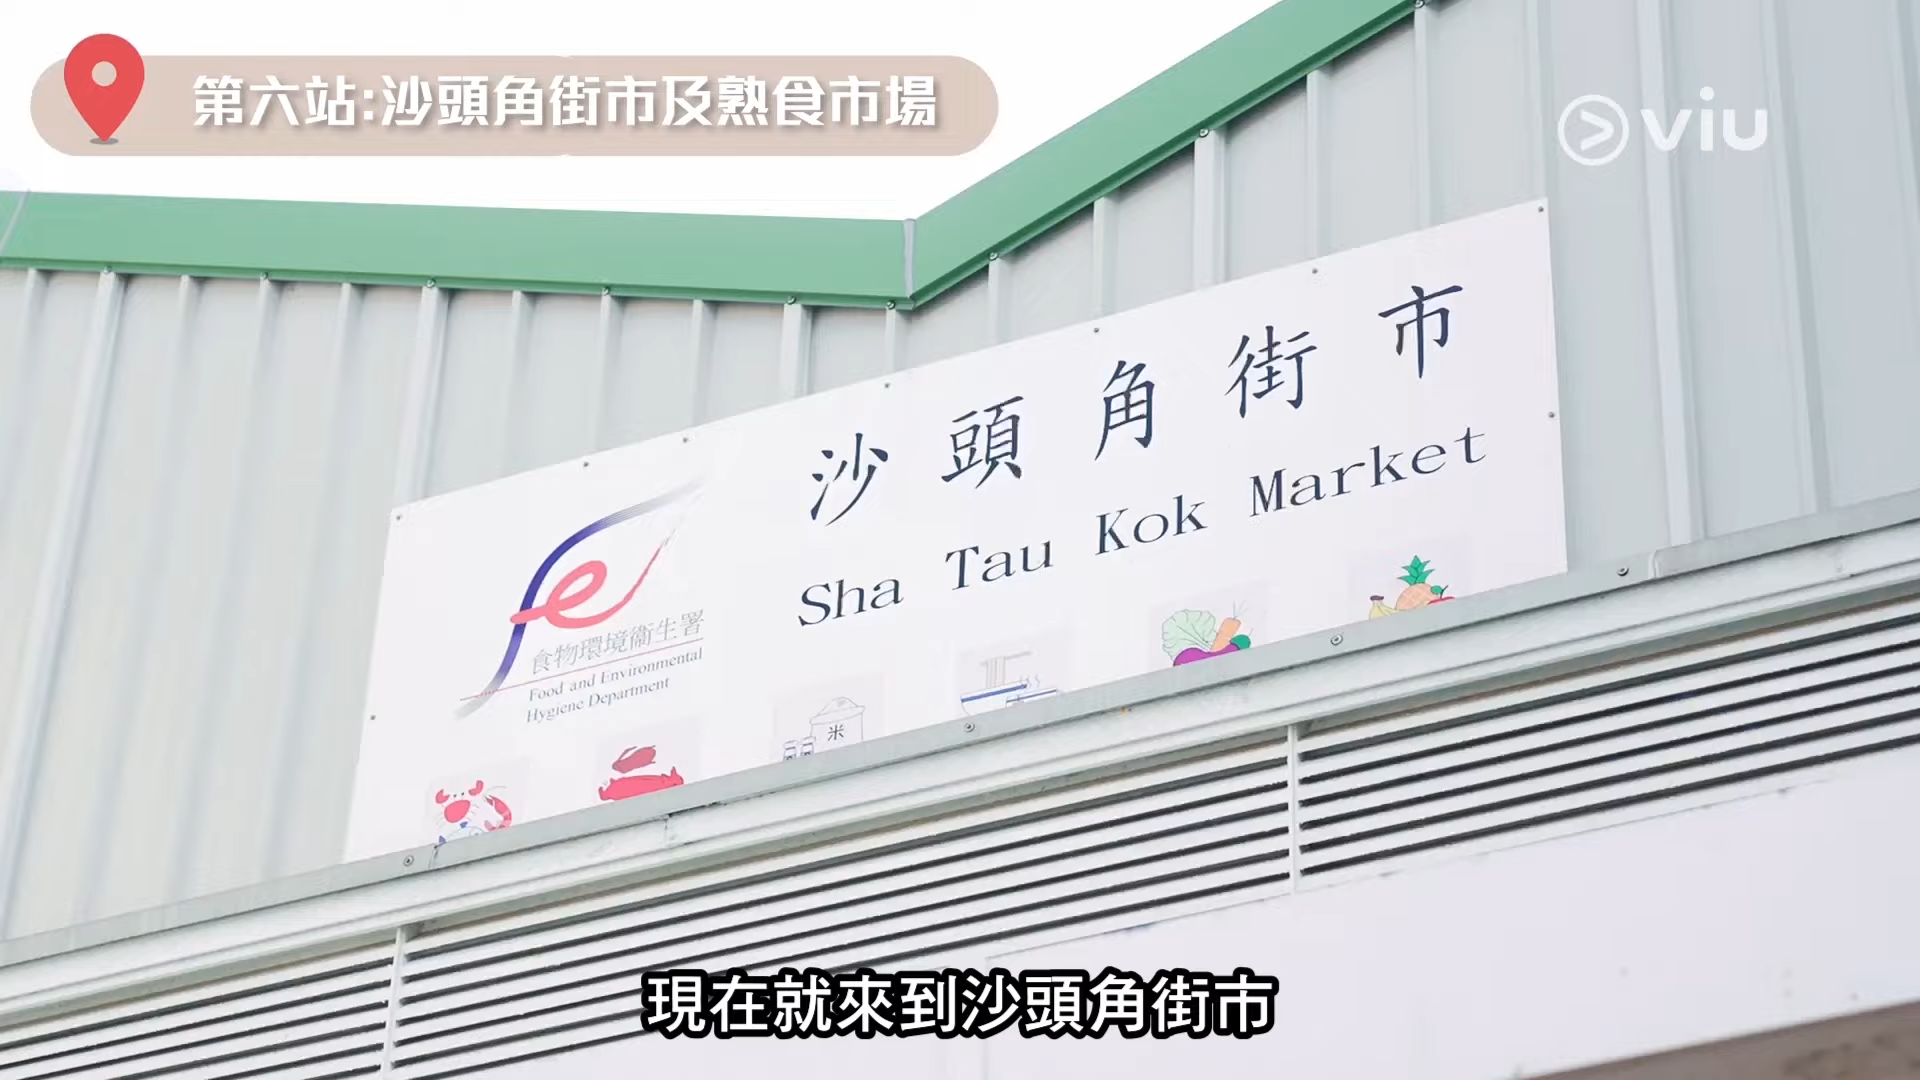 第六站:沙頭角街市及熟食市場
viu
沙頭角街市
Sha Tau Kok Market
食物環境衞生署
Food and Environmental
Hygiene Department
米
現在就來到沙頭角街市